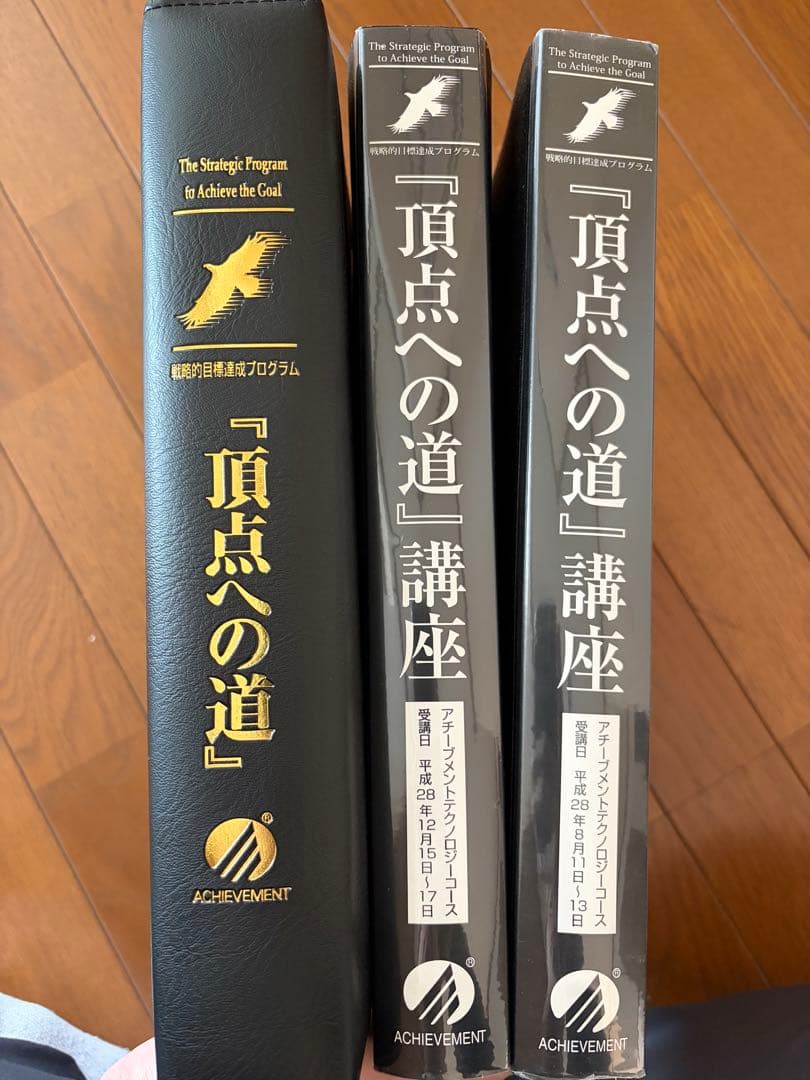 The Strategic Program
to Achieve the Goal
戦略的目標達成プログラム
『頂点への道』
®
ACHIEVEMENT
The Strategic Program
to Achieve the Goal
戦略的目標達成プログラム
『頂点への道』講座
アチーブメントテクノロジーコース
受講日 平成28年12月15日〜17日
®
ACHIEVEMENT
The Strategic Program
to Achieve the Goal
戦略的目標達成プログラム
『頂点への道』講座
アチーブメントテクノロジーコース
受講日 平成28年8月11日〜13日
®
ACHIEVEMENT